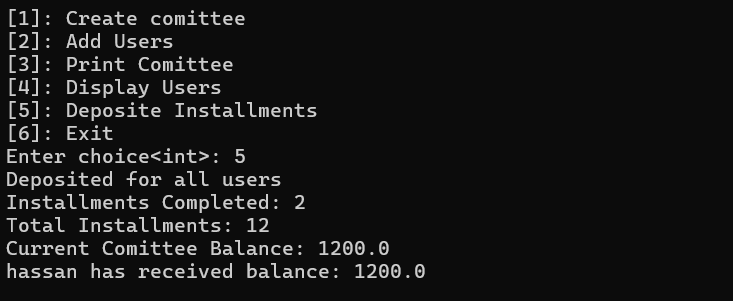 [1]: Create comittee
[2]: Add Users
[3]: Print Comittee
[4]: Display Users
[5]: Deposite Installments
[6]: Exit
Enter choice<int>: 5
Deposited for all users
Installments Completed: 2
Total Installments: 12
Current Comittee Balance: 1200.0
hassan has received balance: 1200.0